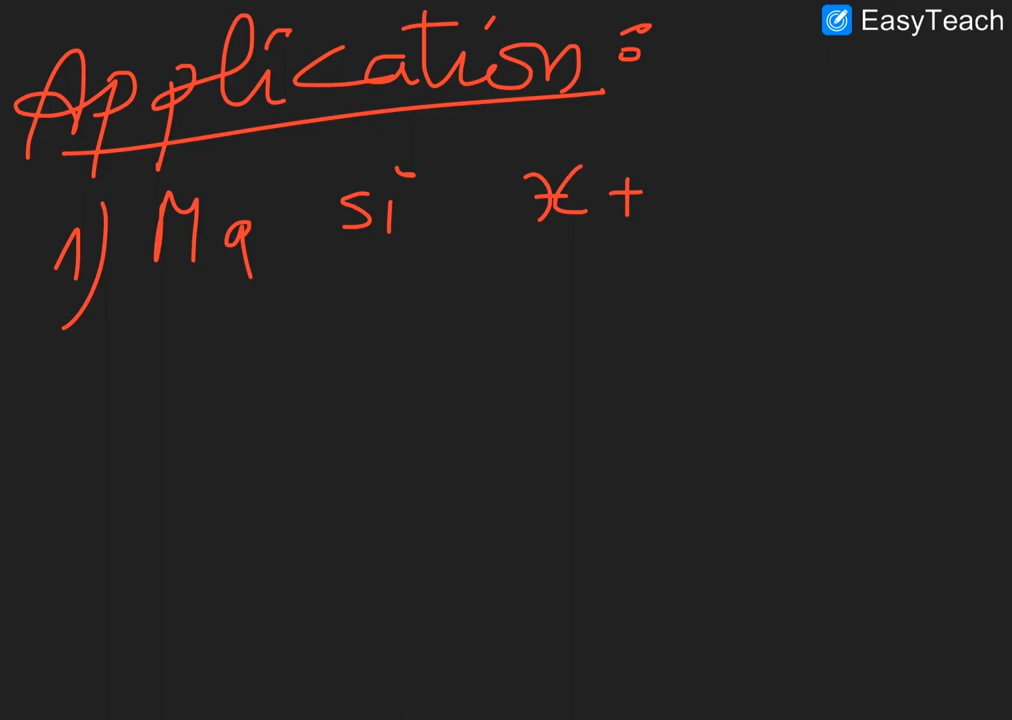 EasyTeach
Application :
1) Mq si x +